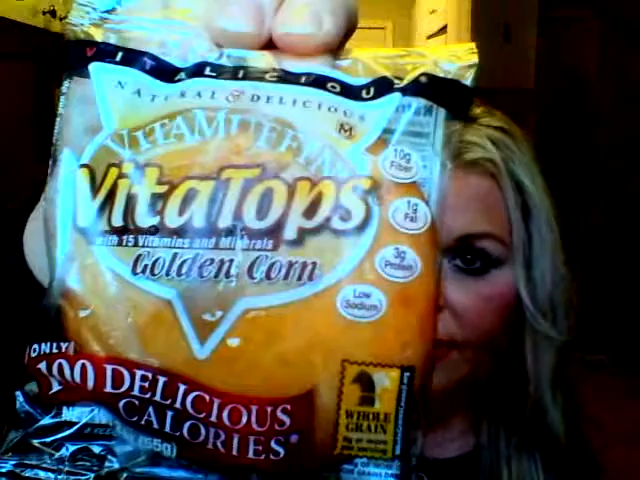 VITALICIOUS®
NATURAL & DELICIOUS
VITAMUFFIN
VitaTops
with 15 Vitamins and Minerals
Golden Corn
10g
Fiber
1g
Fat
3g
Protein
Low
Sodium
ONLY
100 DELICIOUS
CALORIES®
(55g)
WHOLE
GRAIN